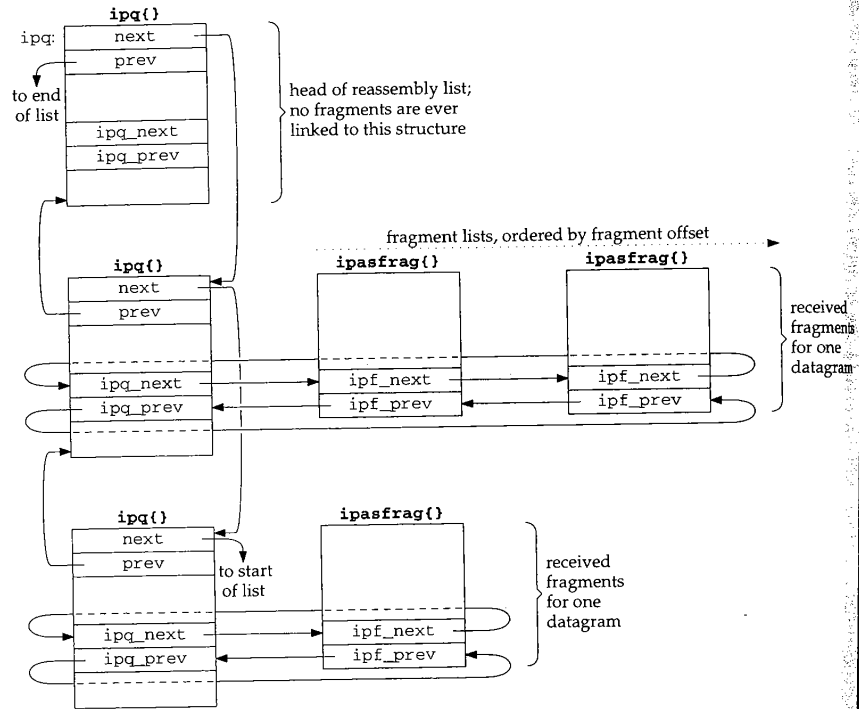 ipq{}
ipq:
next
prev
to end
of list
ipq_next
ipq_prev
head of reassembly list;
no fragments are ever
linked to this structure
fragment lists, ordered by fragment offset
ipq{}
ipasfrag{}
ipasfrag{}
next
prev
ipq_next
ipq_prev
ipf_next
ipf_prev
ipf_next
ipf_prev
received
fragments
for one
datagram
ipq{}
ipasfrag{}
next
prev
to start
of list
ipq_next
ipq_prev
ipf_next
ipf_prev
received
fragments
for one
datagram